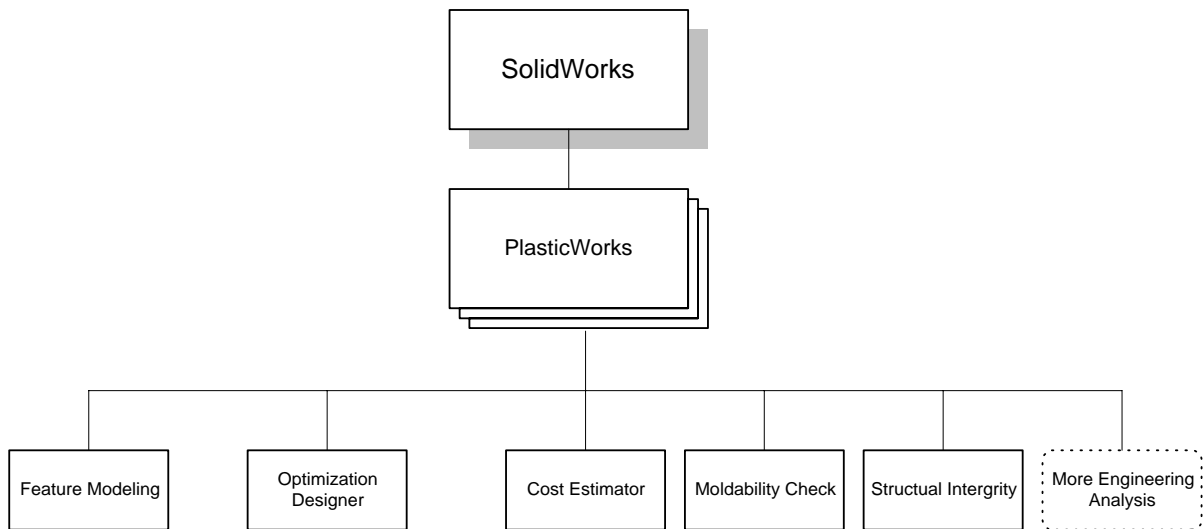 SolidWorks
PlasticWorks
Feature Modeling
Optimization
Designer
Cost Estimator
Moldability Check
Structual Intergrity
More Engineering
Analysis